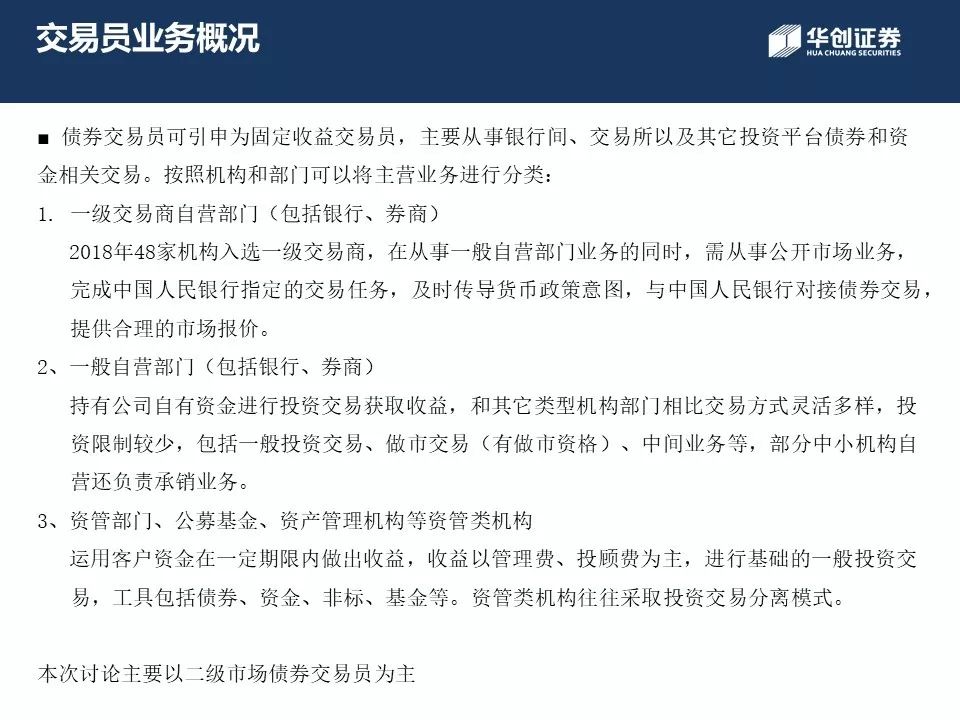 交易员业务概况
华创证券
HUA CHUANG SECURITIES
■ 债券交易员可引申为固定收益交易员，主要从事银行间、交易所以及其它投资平台债券和资
金相关交易。按照机构和部门可以将主营业务进行分类：
1. 一级交易商自营部门（包括银行、券商）
2018年48家机构入选一级交易商，在从事一般自营部门业务的同时，需从事公开市场业务，
完成中国人民银行指定的交易任务，及时传导货币政策意图，与中国人民银行对接债券交易，
提供合理的市场报价。
2、一般自营部门（包括银行、券商）
持有公司自有资金进行投资交易获取收益，和其它类型机构部门相比交易方式灵活多样，投
资限制较少，包括一般投资交易、做市交易（有做市资格）、中间业务等，部分中小机构自
营还负责承销业务。
3、资管部门、公募基金、资产管理机构等资管类机构
运用客户资金在一定期限内做出收益，收益以管理费、投顾费为主，进行基础的一般投资交
易，工具包括债券、资金、非标、基金等。资管类机构往往采取投资交易分离模式。
本次讨论主要以二级市场债券交易员为主